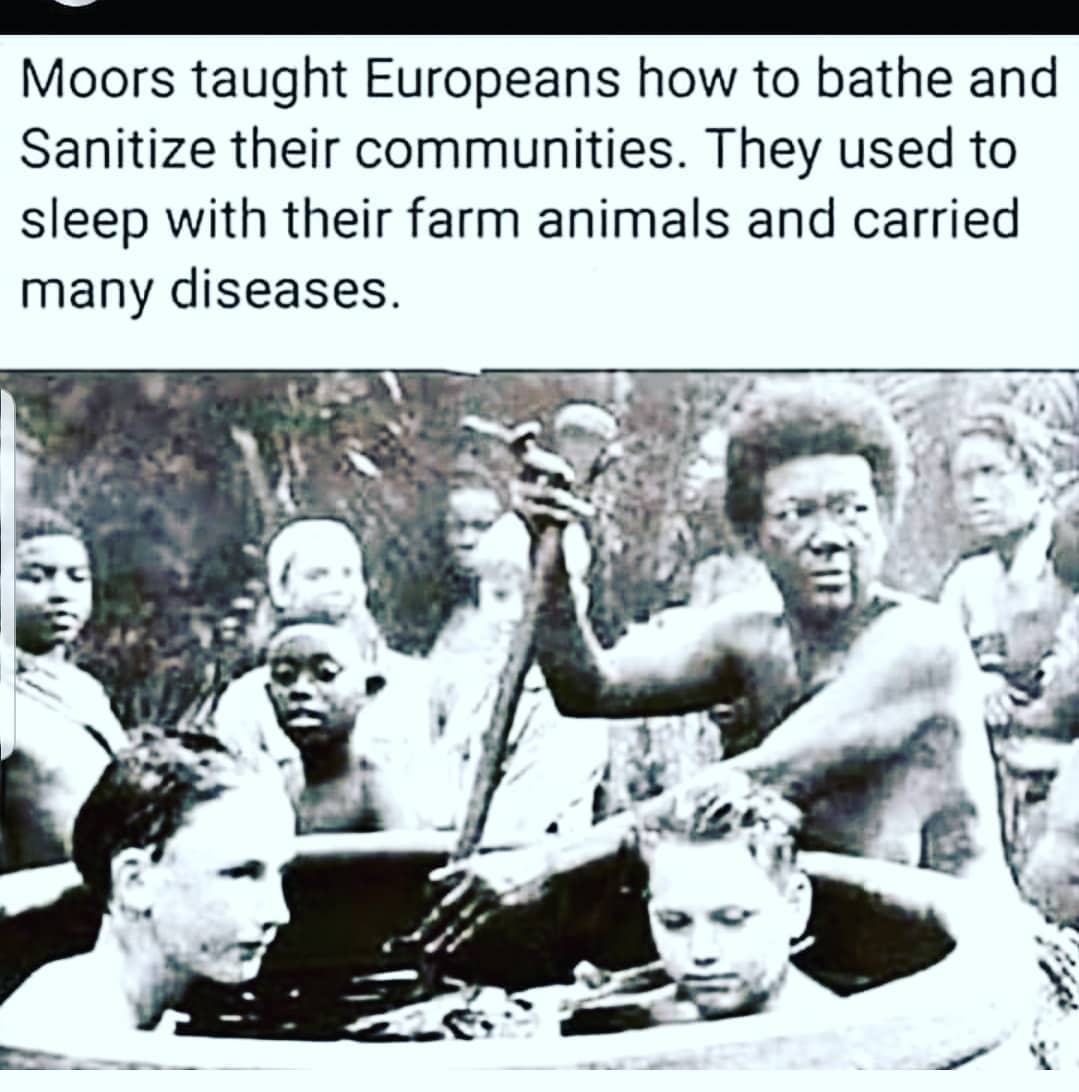 Moors taught Europeans how to bathe and
Sanitize their communities. They used to
sleep with their farm animals and carried
many diseases.